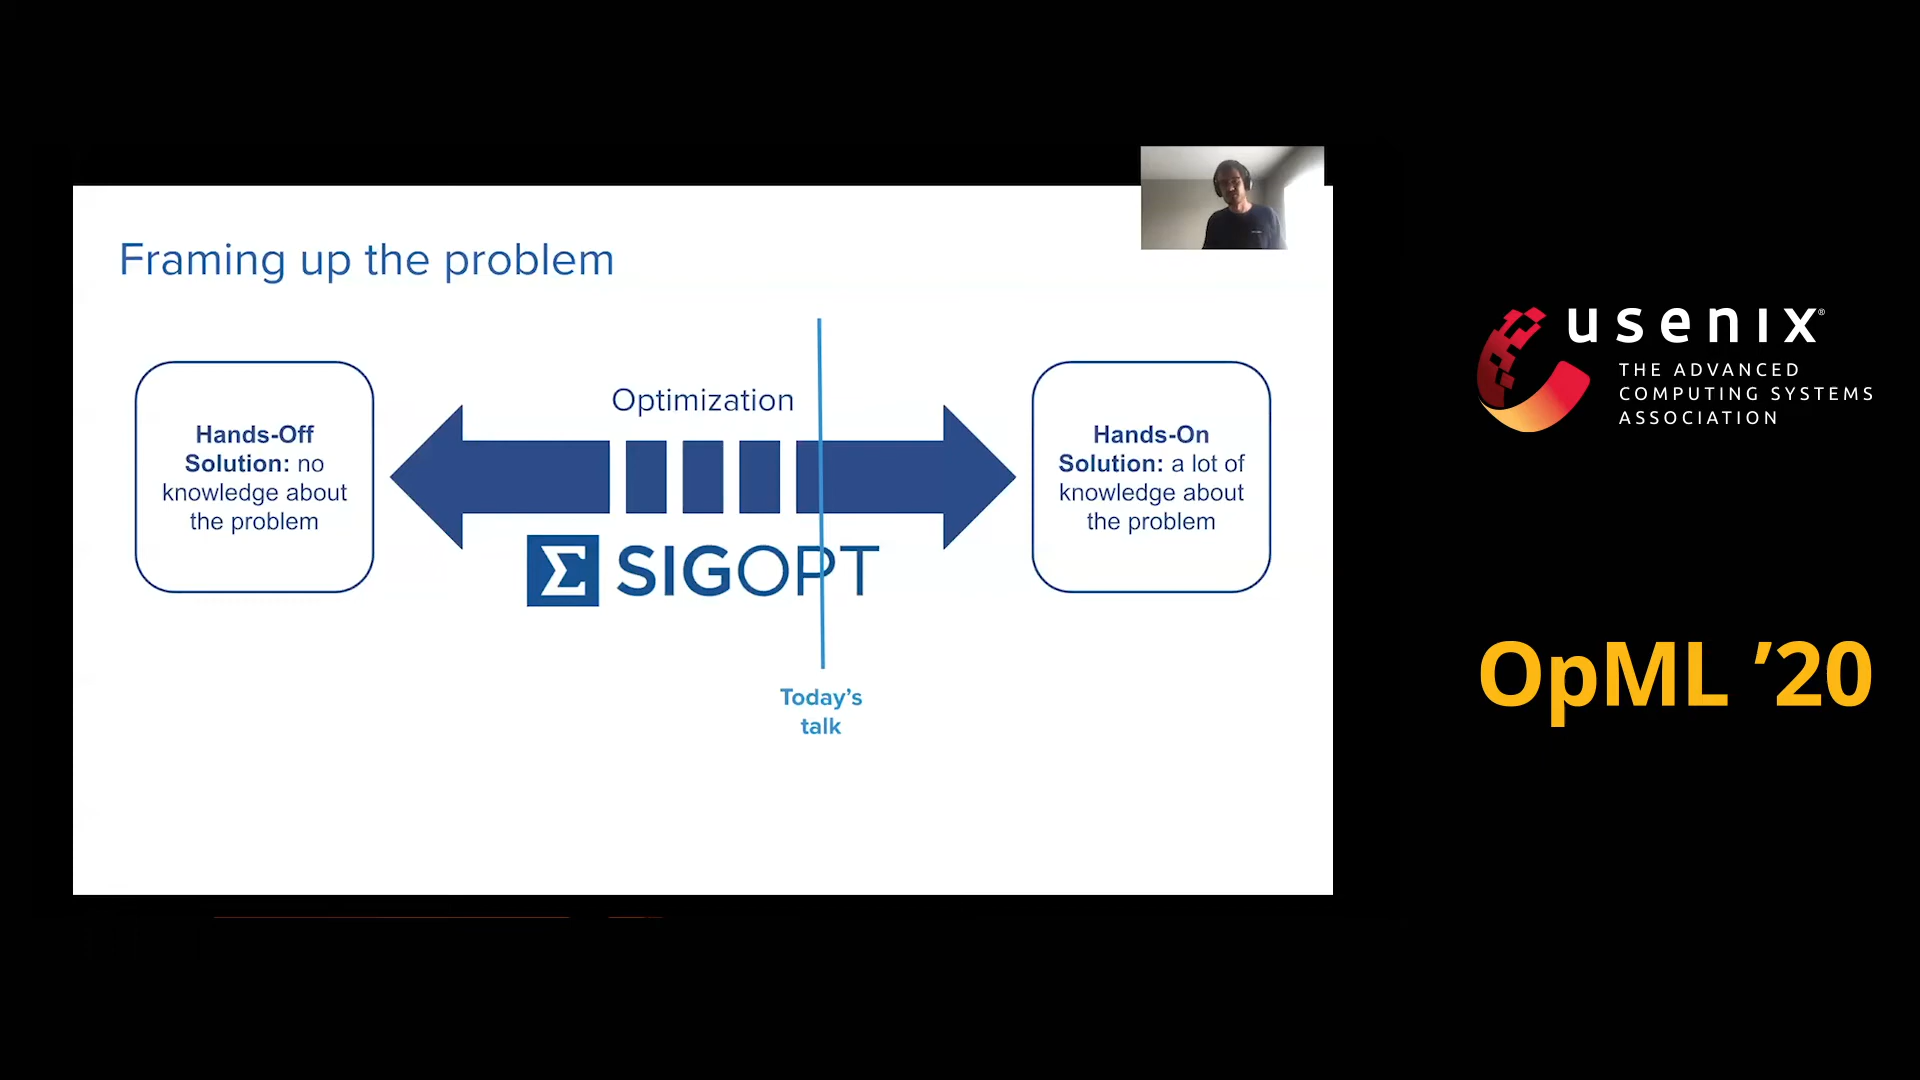 Framing up the problem
Hands-Off
Solution: no
knowledge about
the problem
Optimization
ΣSIGOPT
Hands-On
Solution: a lot of
knowledge about
the problem
Today's
talk
usenix®
THE ADVANCED
COMPUTING SYSTEMS
ASSOCIATION
OpML ’20